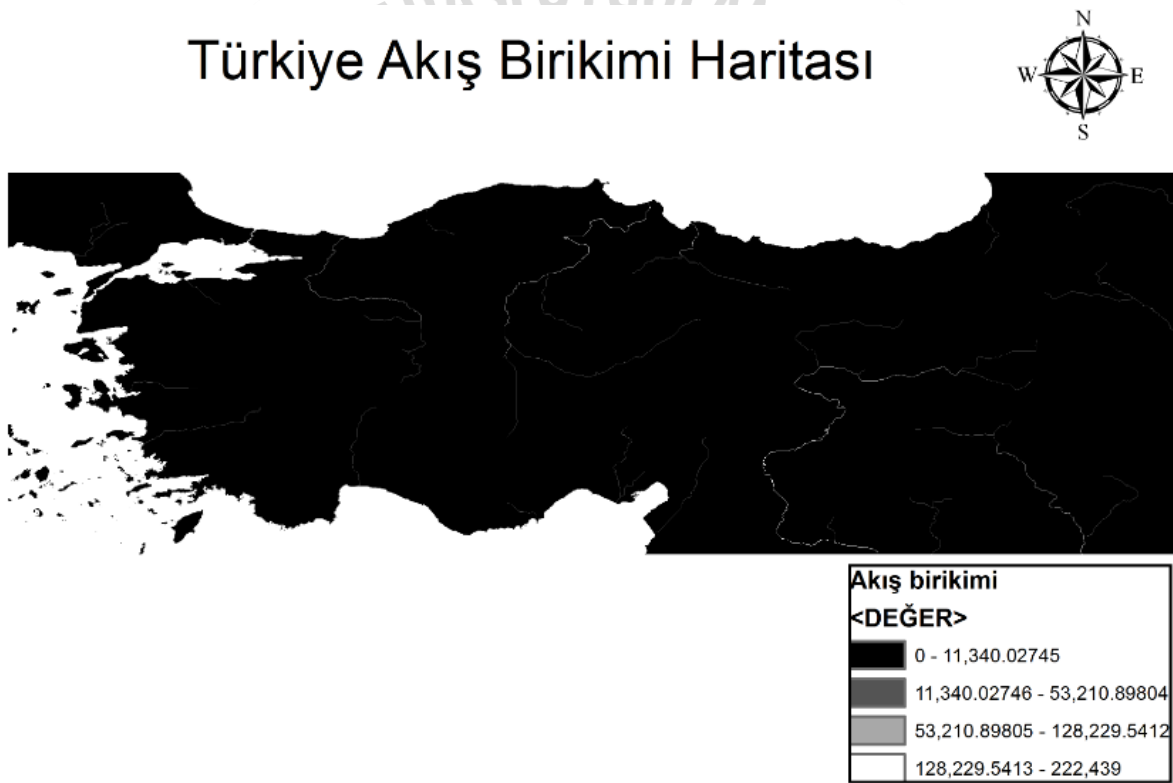 Türkiye Akış Birikimi Haritası
N
W E
S
Akış birikimi
<DEĞER>
0 - 11,340.02745
11,340.02746 - 53,210.89804
53,210.89805 - 128,229.5412
128,229.5413 - 222,439